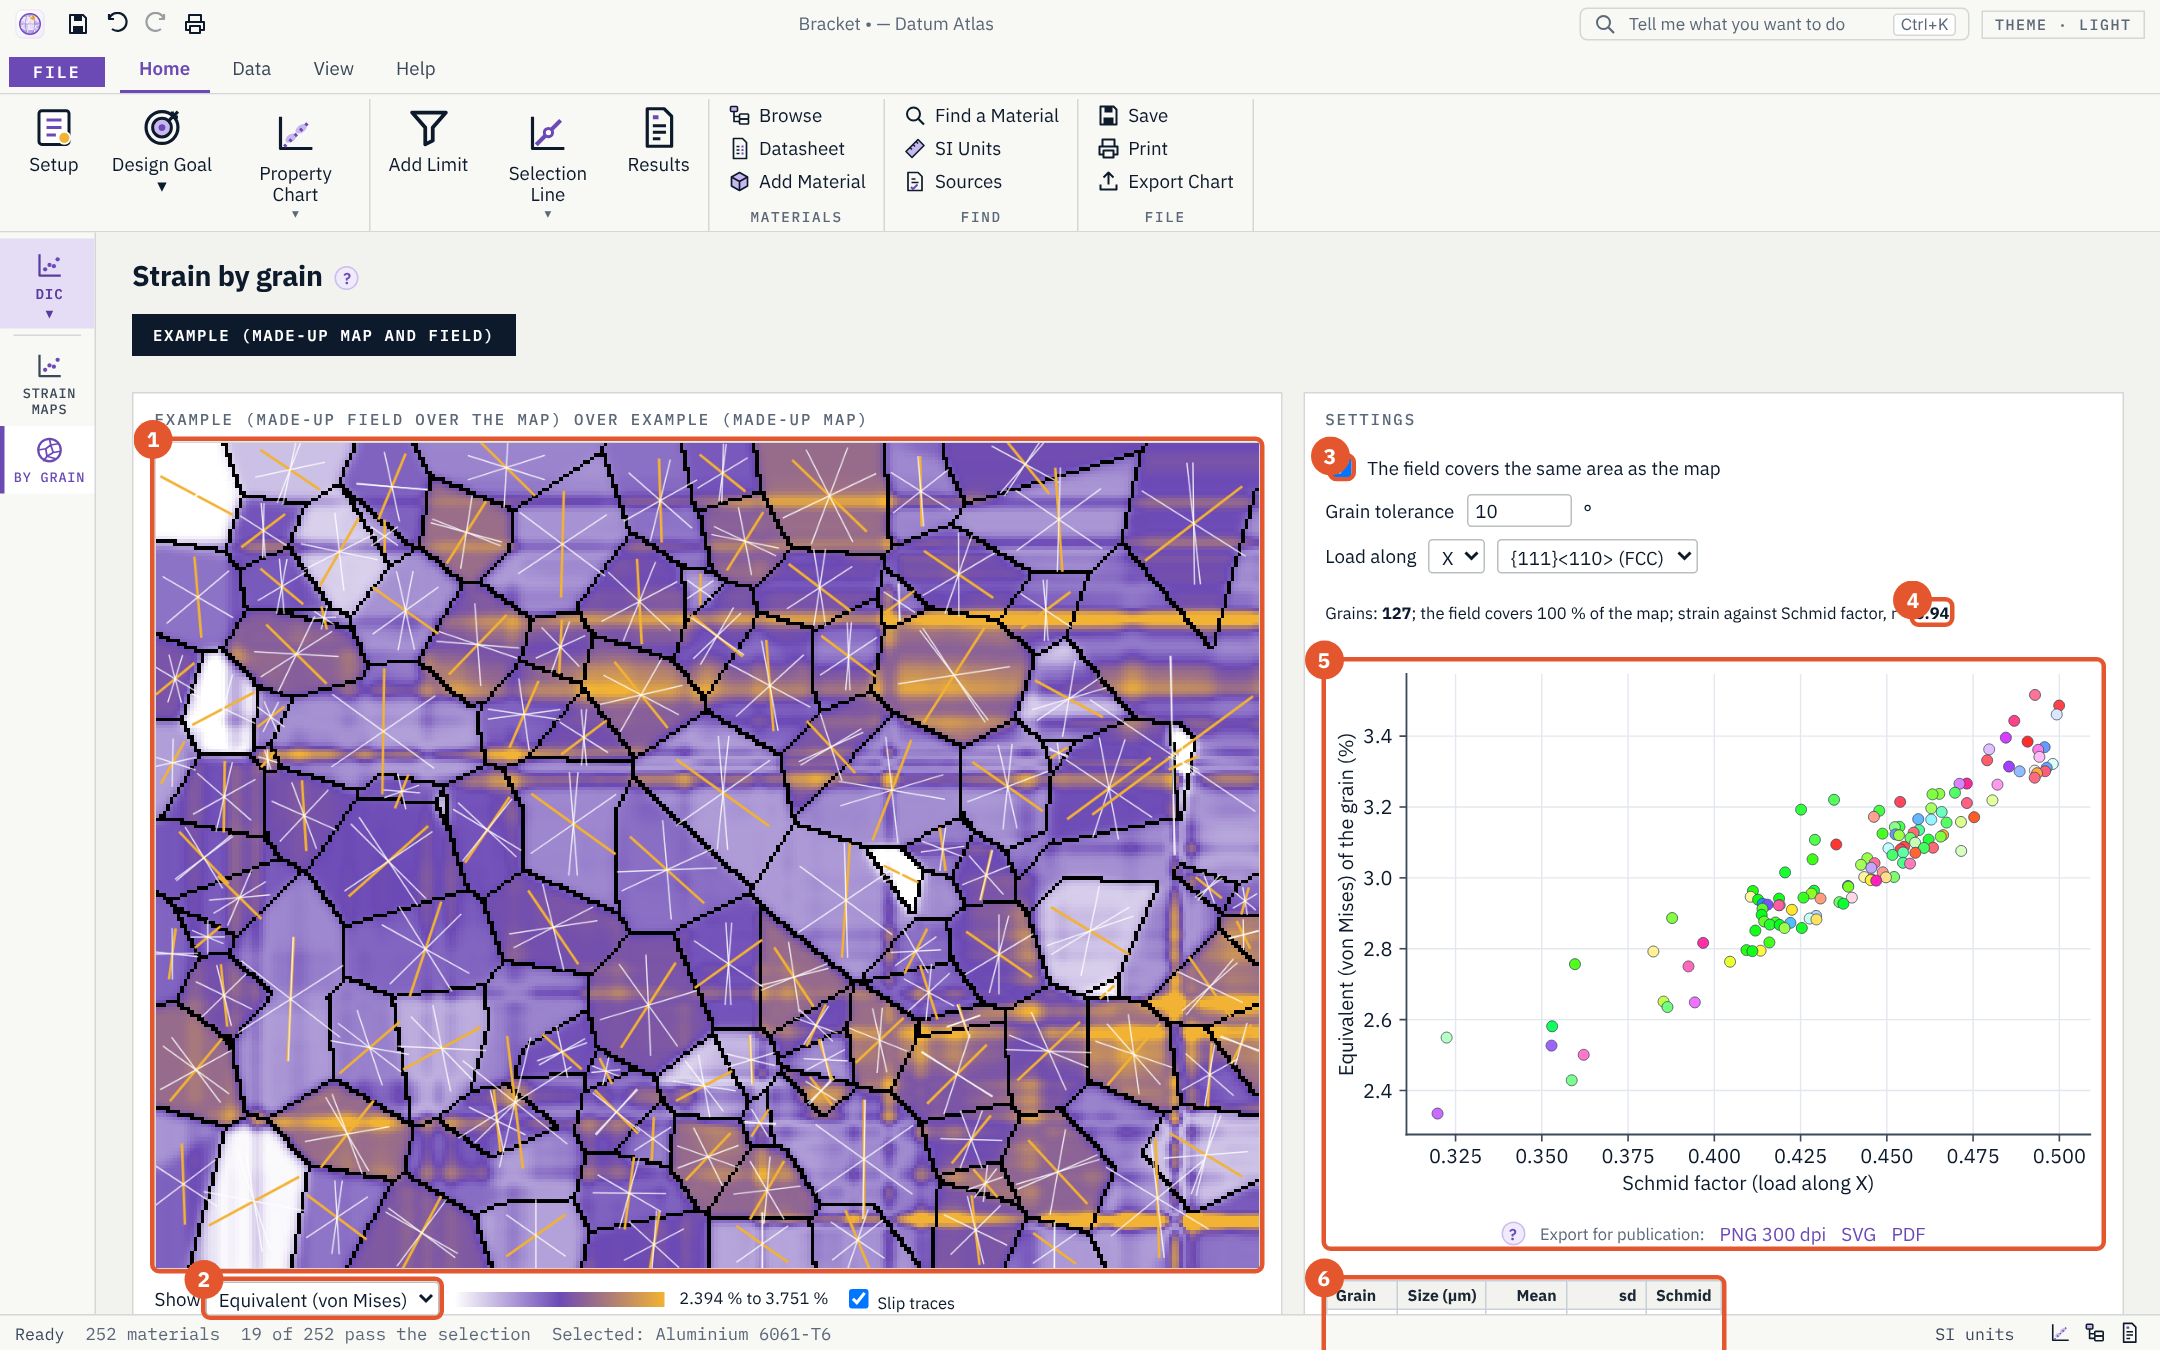 Bracket • — Datum Atlas
Tell me what you want to do
Ctrl+K
THEME · LIGHT
FILE
Home
Data
View
Help
Setup
Design Goal
Property Chart
Add Limit
Selection Line
Results
Browse
Datasheet
Add Material
MATERIALS
Find a Material
SI Units
Sources
FIND
Save
Print
Export Chart
FILE
DIC
STRAIN MAPS
BY GRAIN
Strain by grain ?
EXAMPLE (MADE-UP MAP AND FIELD)
EXAMPLE (MADE-UP FIELD OVER THE MAP) OVER EXAMPLE (MADE-UP MAP)
1
2
Show
Equivalent (von Mises)
2.394 % to 3.751 %
Slip traces
SETTINGS
3
The field covers the same area as the map
Grain tolerance 10 °
Load along X {111}<110> (FCC)
4
Grains: 127; the field covers 100 % of the map; strain against Schmid factor, r .94
5
Equivalent (von Mises) of the grain (%)
3.4
3.2
3.0
2.8
2.6
2.4
0.325 0.350 0.375 0.400 0.425 0.450 0.475 0.500
Schmid factor (load along X)
? Export for publication: PNG 300 dpi SVG PDF
6
Grain Size (µm) Mean sd Schmid
Ready 252 materials 19 of 252 pass the selection Selected: Aluminium 6061-T6
SI units